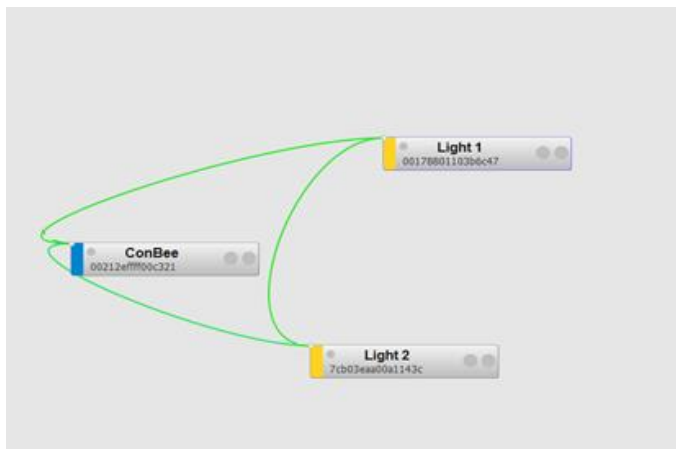 Light 1
00178801103b6c47
ConBee
00212effff00c321
Light 2
7cb03eaa00a1143c